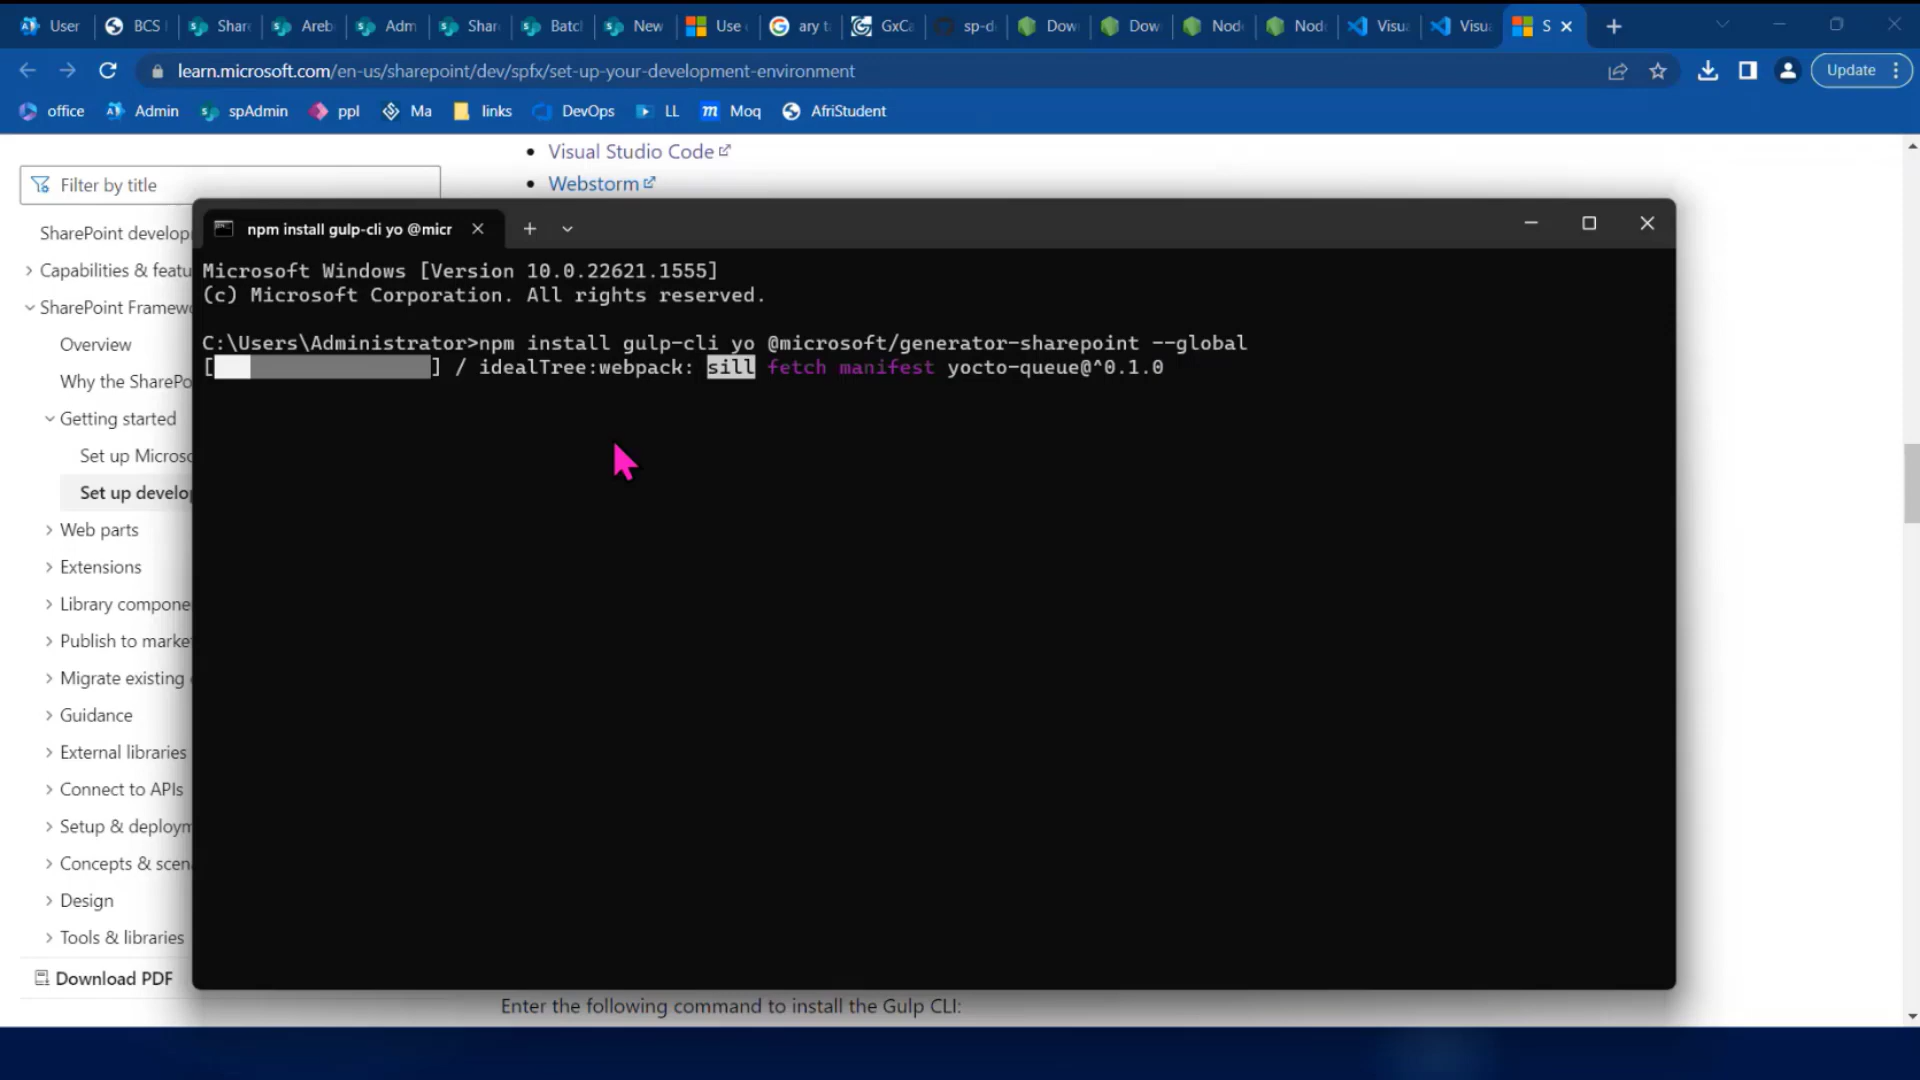 User
BCS
Share
Areb
Adm
Shar
Batcl
New
Use
ary t
GxCa
sp-d
Dow
Dow
Nod
Nod
Visu
Visu
S
learn.microsoft.com/en-us/sharepoint/dev/spfx/set-up-your-development-environment
Update
office
Admin
spAdmin
ppl
Ma
links
DevOps
LL
Moq
AfriStudent
Visual Studio Code
Webstorm
Filter by title
SharePoint develop
Capabilities & featu
SharePoint Framew
Overview
Why the SharePo
Getting started
Set up Micros
Set up develo
Web parts
Extensions
Library compone
Publish to marke
Migrate existing
Guidance
External libraries
Connect to APIs
Setup & deploym
Concepts & scen
Design
Tools & libraries
Download PDF
npm install gulp-cli yo @micr
Microsoft Windows [Version 10.0.22621.1555]
(c) Microsoft Corporation. All rights reserved.
C:\Users\Administrator>npm install gulp-cli yo @microsoft/generator-sharepoint --global
[ ] / idealTree:webpack: sill fetch manifest yocto-queue@^0.1.0
Enter the following command to install the Gulp CLI: